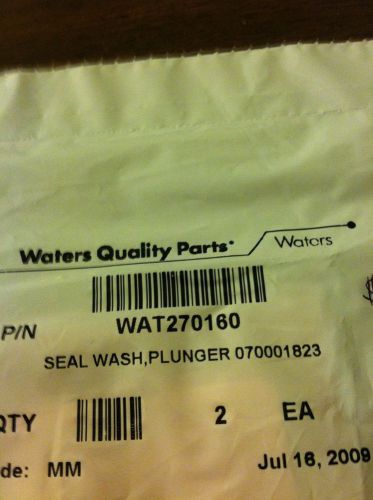 Waters Quality Parts•
Waters
P/N WAT270160
SEAL WASH,PLUNGER 070001823
QTY 2 EA
de: MM Jul 16, 2009